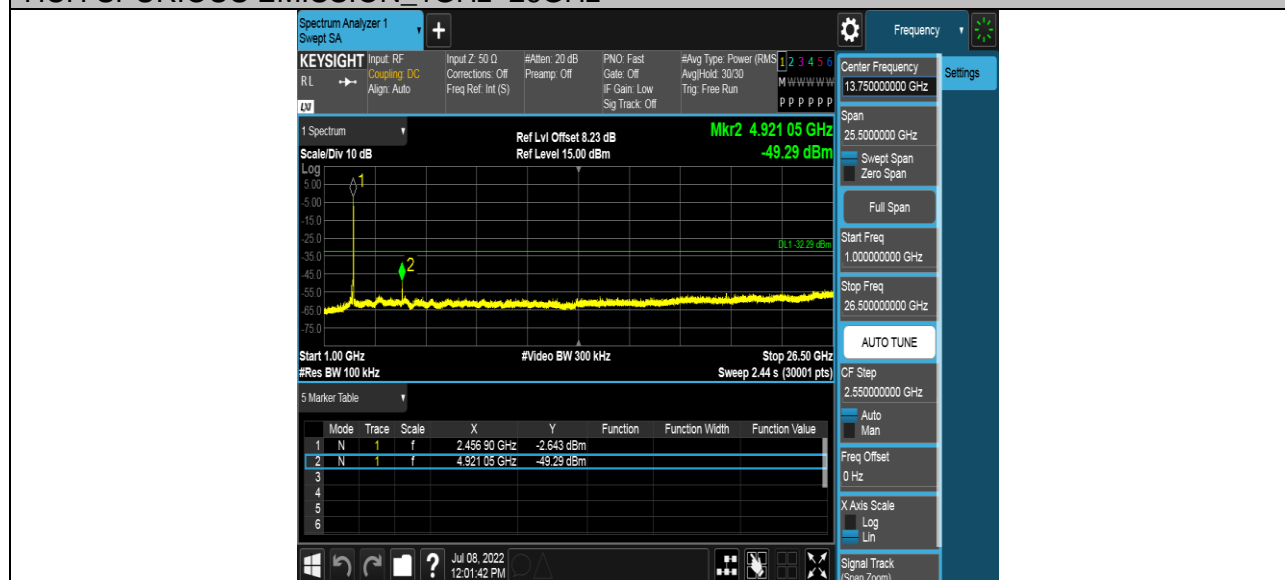 Spectrum Analyzer 1
Swept SA
Frequency
KEYSIGHT Input: RF Input Z: 50 Ω #Atten: 20 dB PNO: Fast #Avg Type: Power (RMS 1 2 3 4 5 6
RL Coupling: DC Corrections: Off Preamp: Off Gate: Off Avg|Hold: 30/30 M W W W W W
Align: Auto Freq Ref: Int (S) IF Gain: Low Trig: Free Run
LXI Sig Track: Off P P P P P P
Center Frequency
13.750000000 GHz
Settings
1 Spectrum
Ref Lvl Offset 8.23 dB
Mkr2 4.921 05 GHz
Scale/Div 10 dB Ref Level 15.00 dBm -49.29 dBm
Log
5.00
-5.00
-15.0
-25.0
-35.0
-45.0
-55.0
-65.0
-75.0
1
2
DL1 -32.29 dBm
Start 1.00 GHz #Video BW 300 kHz Stop 26.50 GHz
#Res BW 100 kHz Sweep 2.44 s (30001 pts)
Span
25.5000000 GHz
Swept Span
Zero Span
Full Span
Start Freq
1.000000000 GHz
Stop Freq
26.500000000 GHz
AUTO TUNE
CF Step
2.550000000 GHz
Auto
Man
Freq Offset
0 Hz
X Axis Scale
Log
Lin
Signal Track
(Span Zoom)
5 Marker Table
Mode Trace Scale X Y Function Function Width Function Value
1 N 1 f 2.456 90 GHz -2.643 dBm
2 N 1 f 4.921 05 GHz -49.29 dBm
3
4
5
6
?
Jul 08, 2022
12:01:42 PM